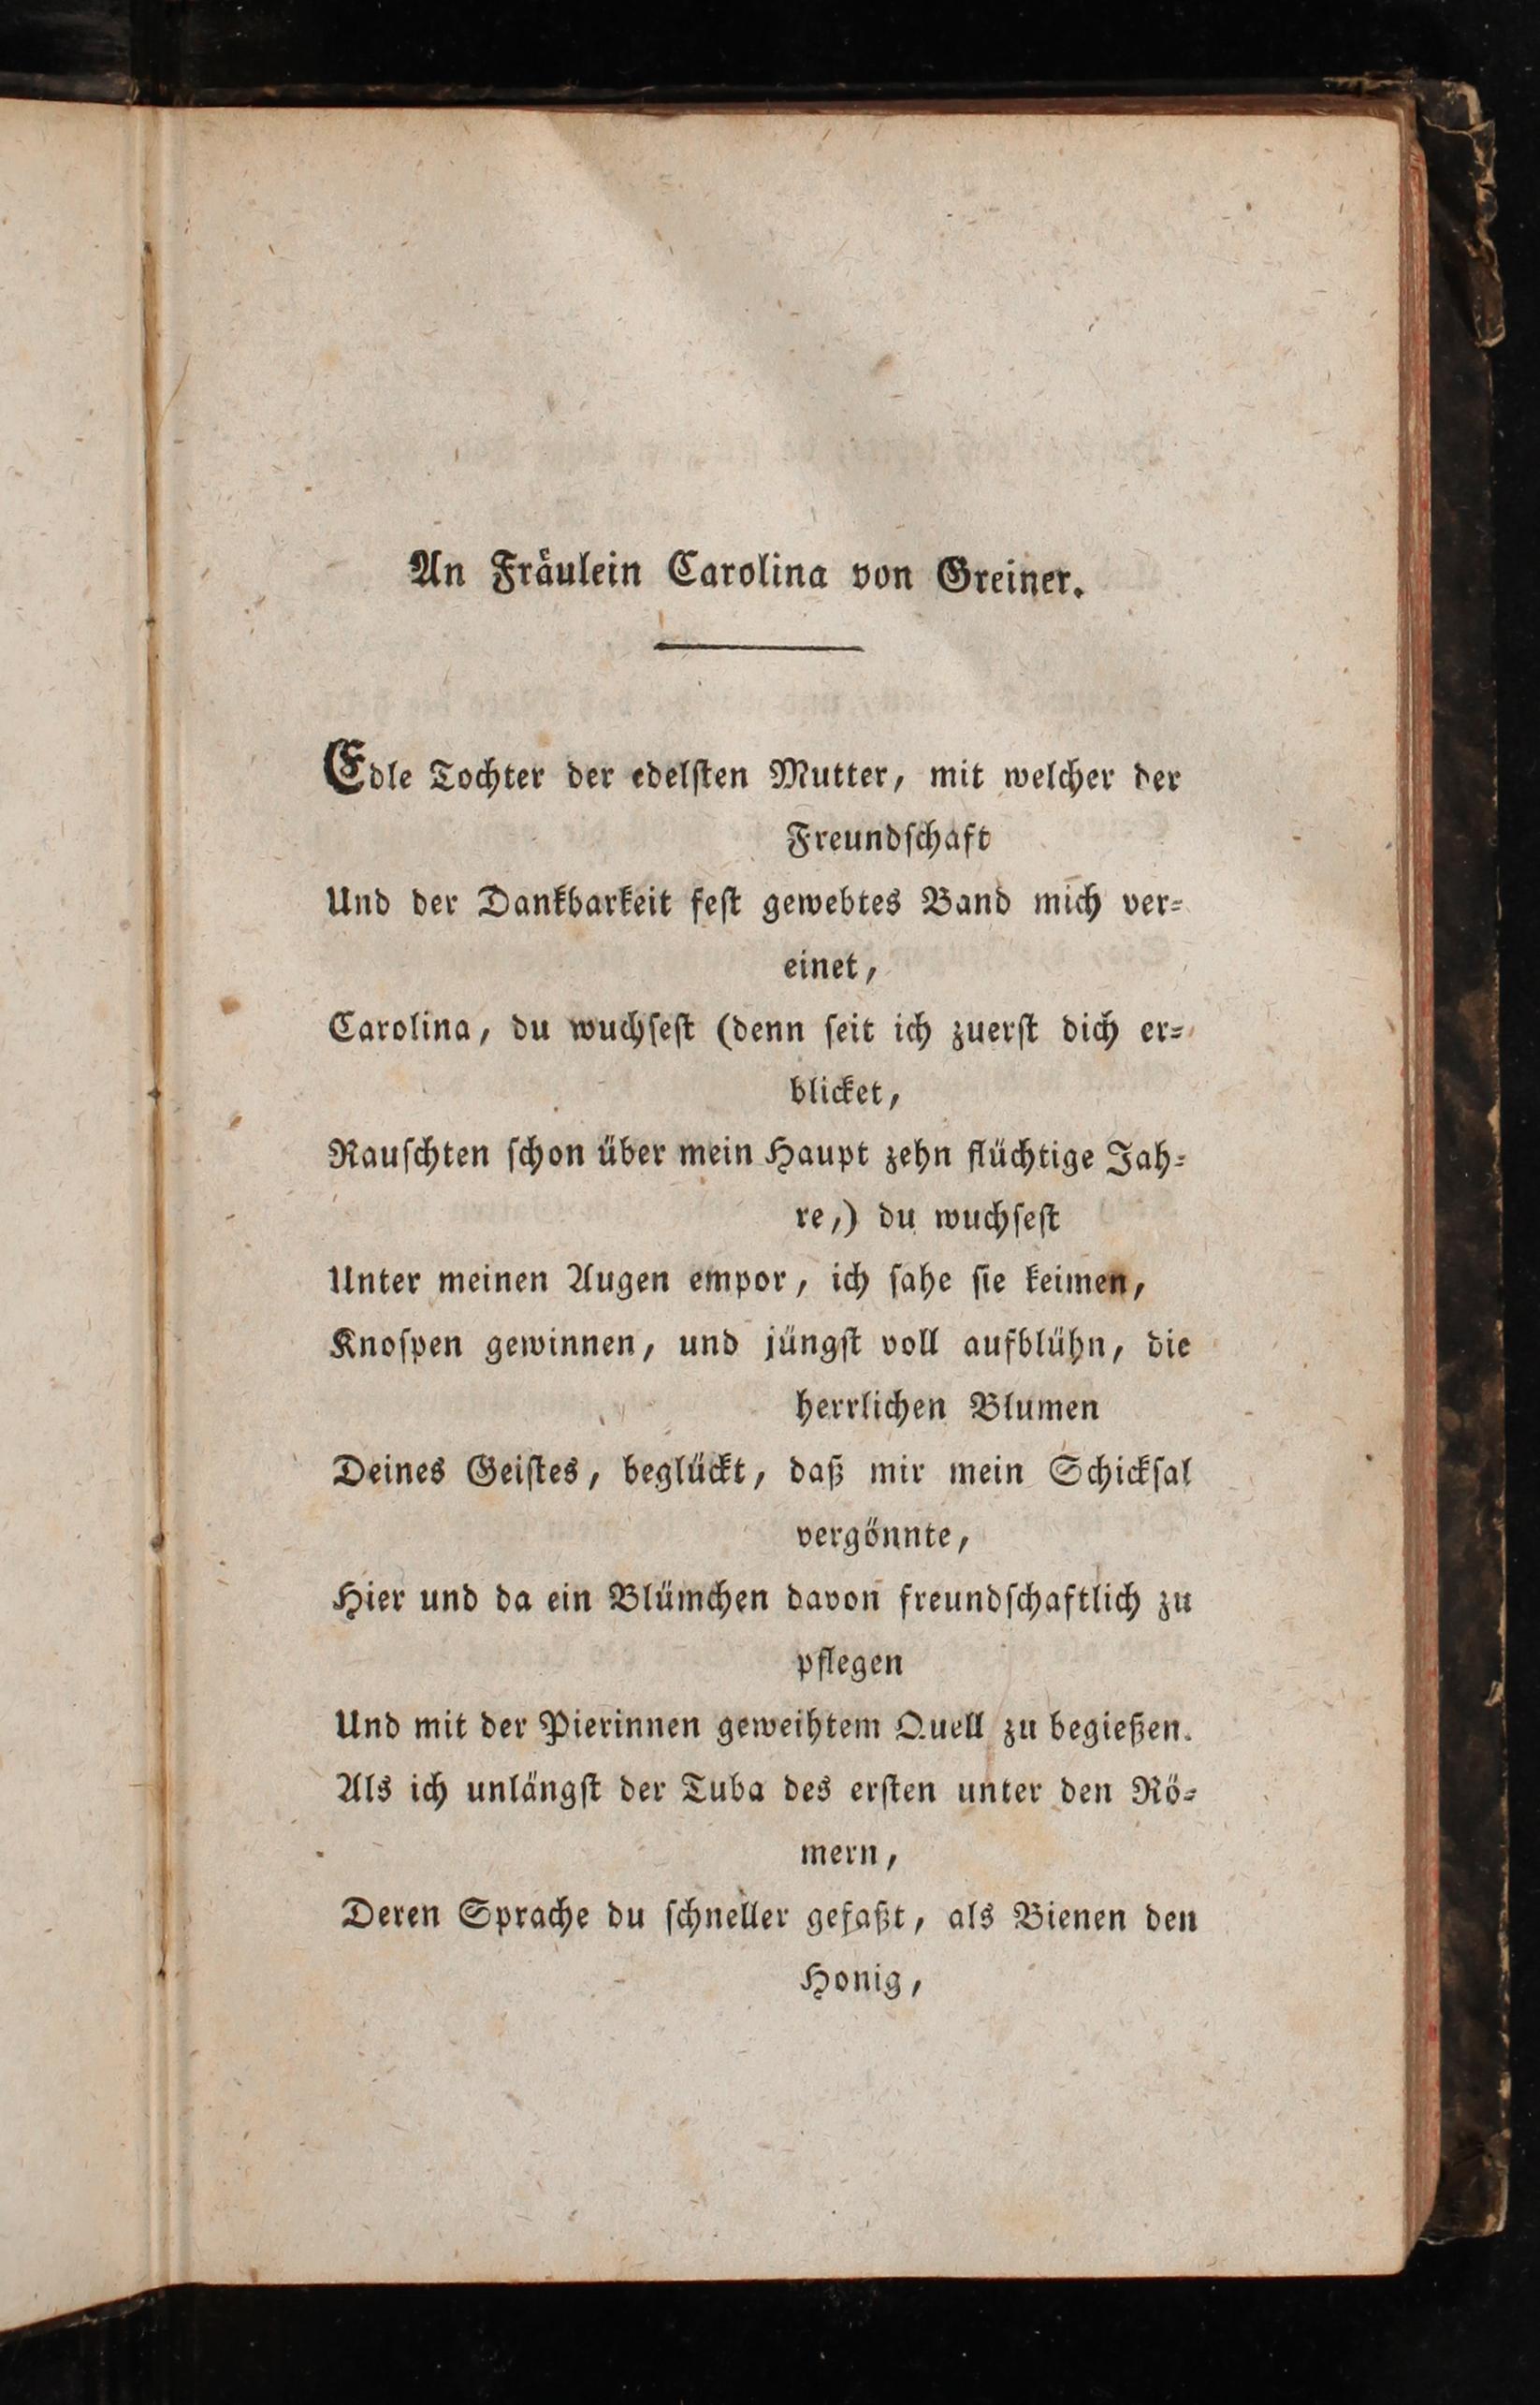 An Fräulein Carolina von Greiner.
Edle Tochter der edelsten Mutter, mit welcher der
Freundschaft
Und der Dankbarkeit fest gewebtes Band mich ver-
einet,
Carolina, du wuchsest (denn seit ich zuerst dich er-
blicket,
Rauschten schon über mein Haupt zehn flüchtige Jah-
re,) du wuchsest
Unter meinen Augen empor, ich sahe sie keimen,
Knospen gewinnen, und jüngst voll aufblühn, die
herrlichen Blumen
Deines Geistes, beglückt, daß mir mein Schicksal
vergönnte,
Hier und da ein Blümchen davon freundschaftlich zu
pflegen
Und mit der Pierinnen geweihtem Quell zu begießen.
Als ich unlängst der Tuba des ersten unter den Rö-
mern,
Deren Sprache du schneller gefaßt, als Bienen den
Honig,